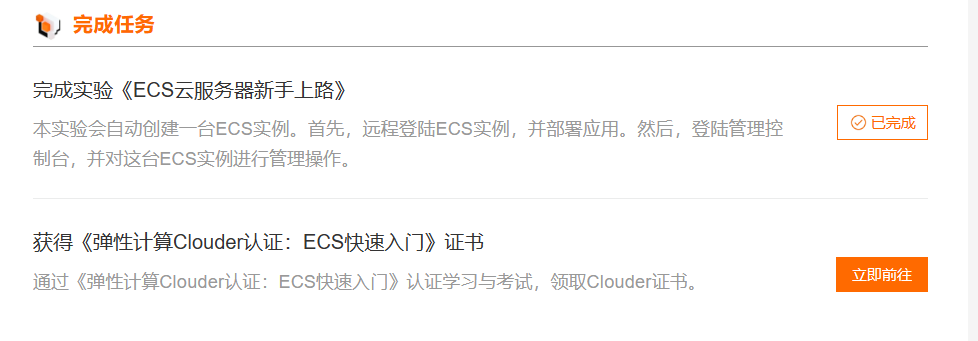 完成任务
完成实验《ECS云服务器新手上路》
本实验会自动创建一台ECS实例。首先，远程登陆ECS实例，并部署应用。然后，登陆管理控
制台，并对这台ECS实例进行管理操作。
已完成
获得《弹性计算Clouder认证：ECS快速入门》证书
通过《弹性计算Clouder认证：ECS快速入门》认证学习与考试，领取Clouder证书。
立即前往